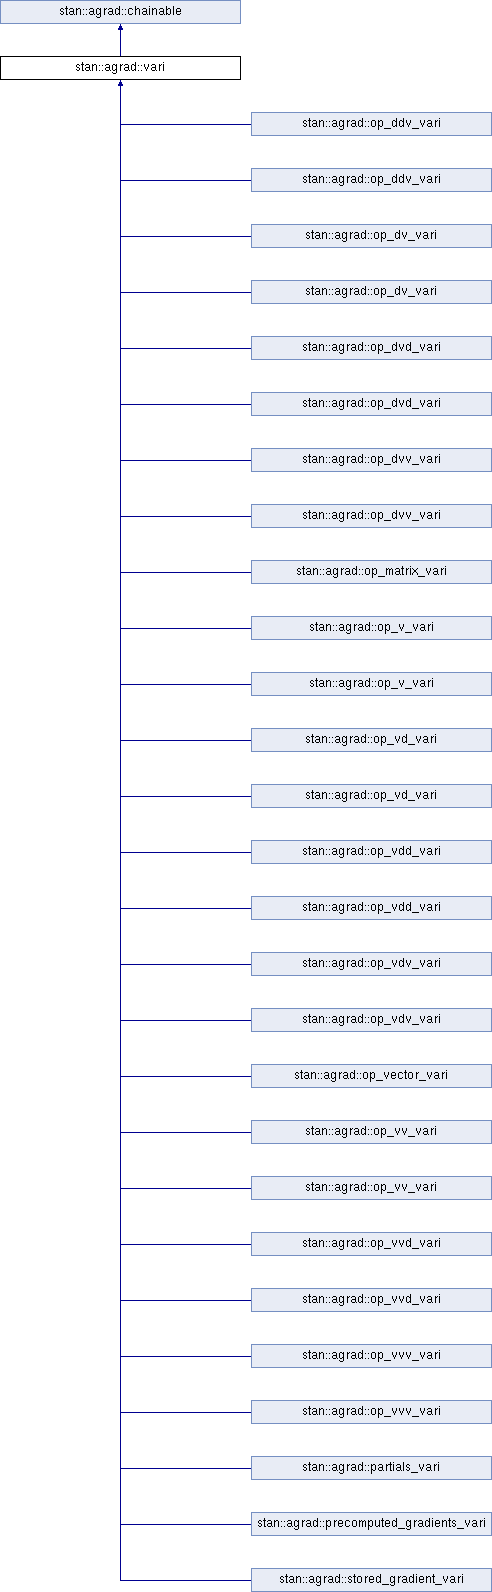 stan::agrad::chainable
stan::agrad::vari
stan::agrad::op_ddv_vari
stan::agrad::op_ddv_vari
stan::agrad::op_dv_vari
stan::agrad::op_dv_vari
stan::agrad::op_dvd_vari
stan::agrad::op_dvd_vari
stan::agrad::op_dvv_vari
stan::agrad::op_dvv_vari
stan::agrad::op_matrix_vari
stan::agrad::op_v_vari
stan::agrad::op_v_vari
stan::agrad::op_vd_vari
stan::agrad::op_vd_vari
stan::agrad::op_vdd_vari
stan::agrad::op_vdd_vari
stan::agrad::op_vdv_vari
stan::agrad::op_vdv_vari
stan::agrad::op_vector_vari
stan::agrad::op_vv_vari
stan::agrad::op_vv_vari
stan::agrad::op_vvd_vari
stan::agrad::op_vvd_vari
stan::agrad::op_vvv_vari
stan::agrad::op_vvv_vari
stan::agrad::partials_vari
stan::agrad::precomputed_gradients_vari
stan::agrad::stored_gradient_vari